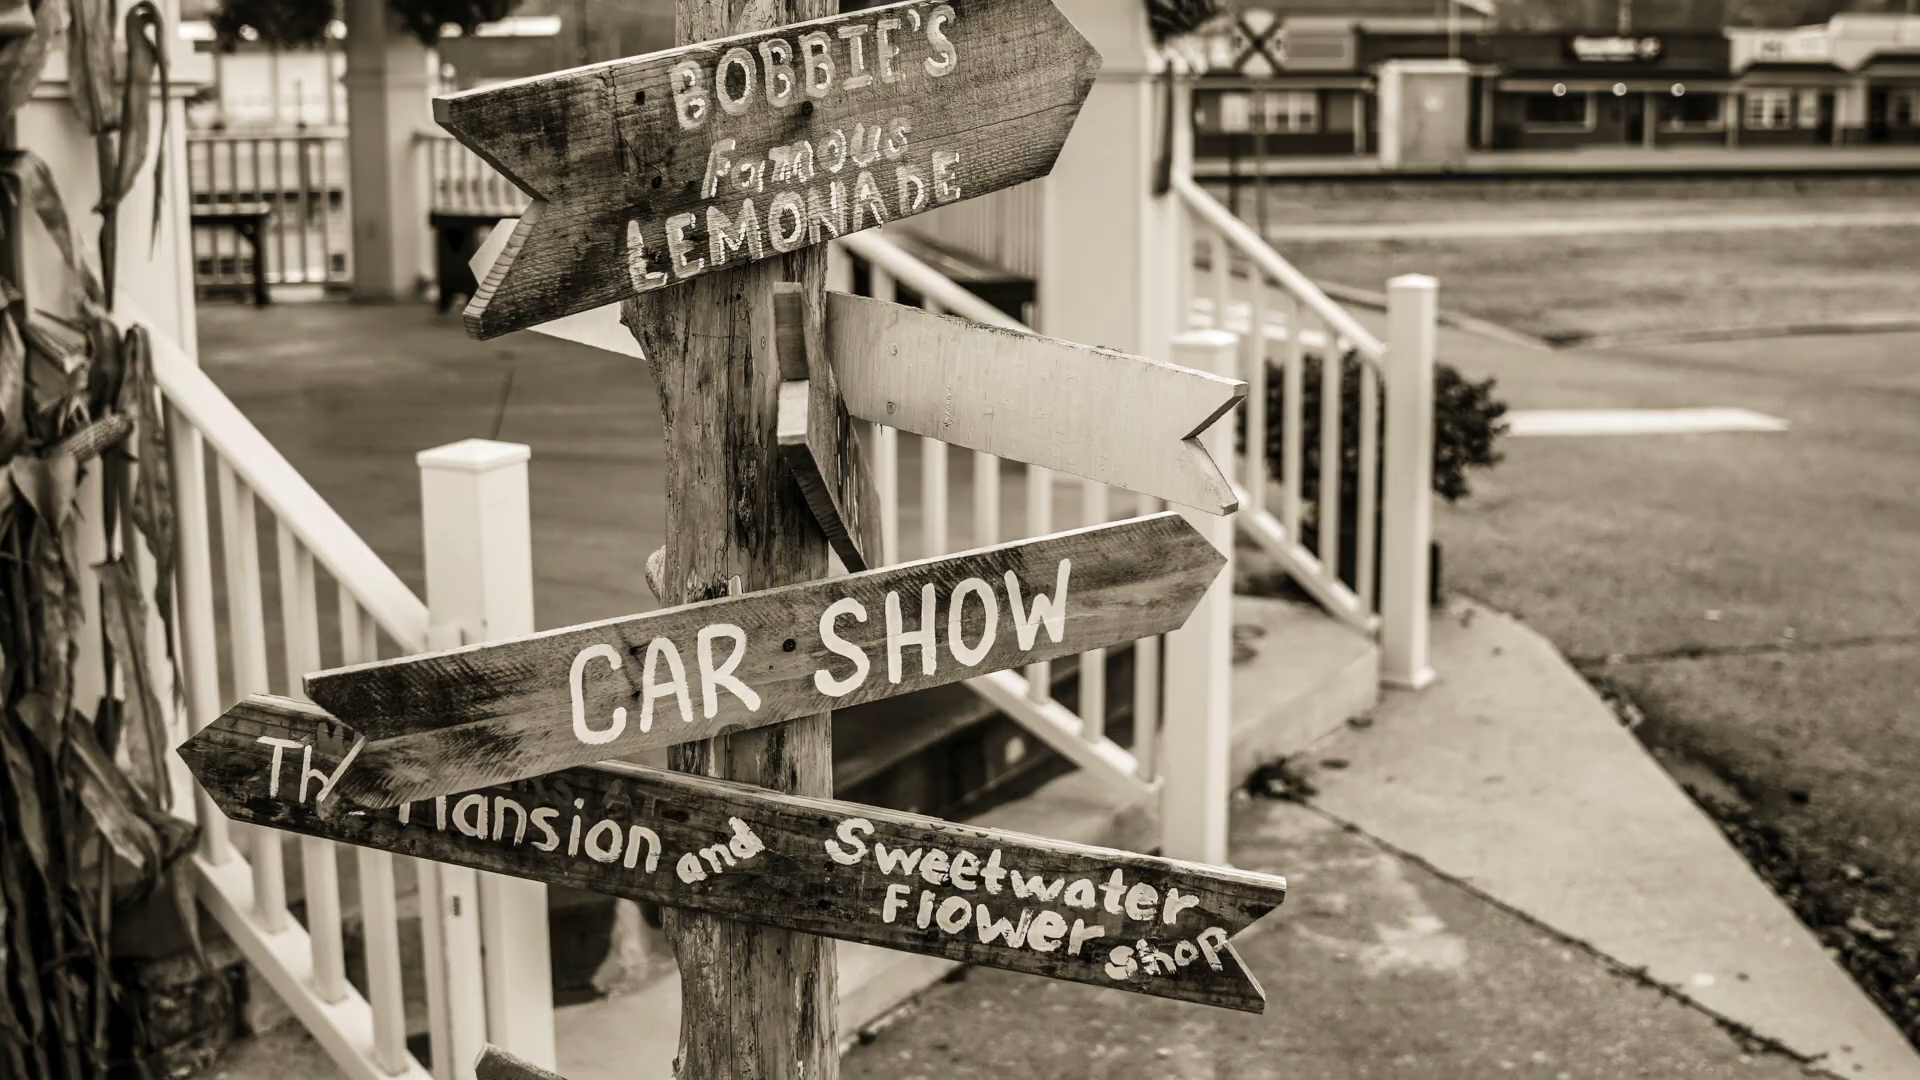 BOBBIE'S
Famous
LEMONADE
CAR SHOW
Mansion and
Sweetwater
Flower
shop